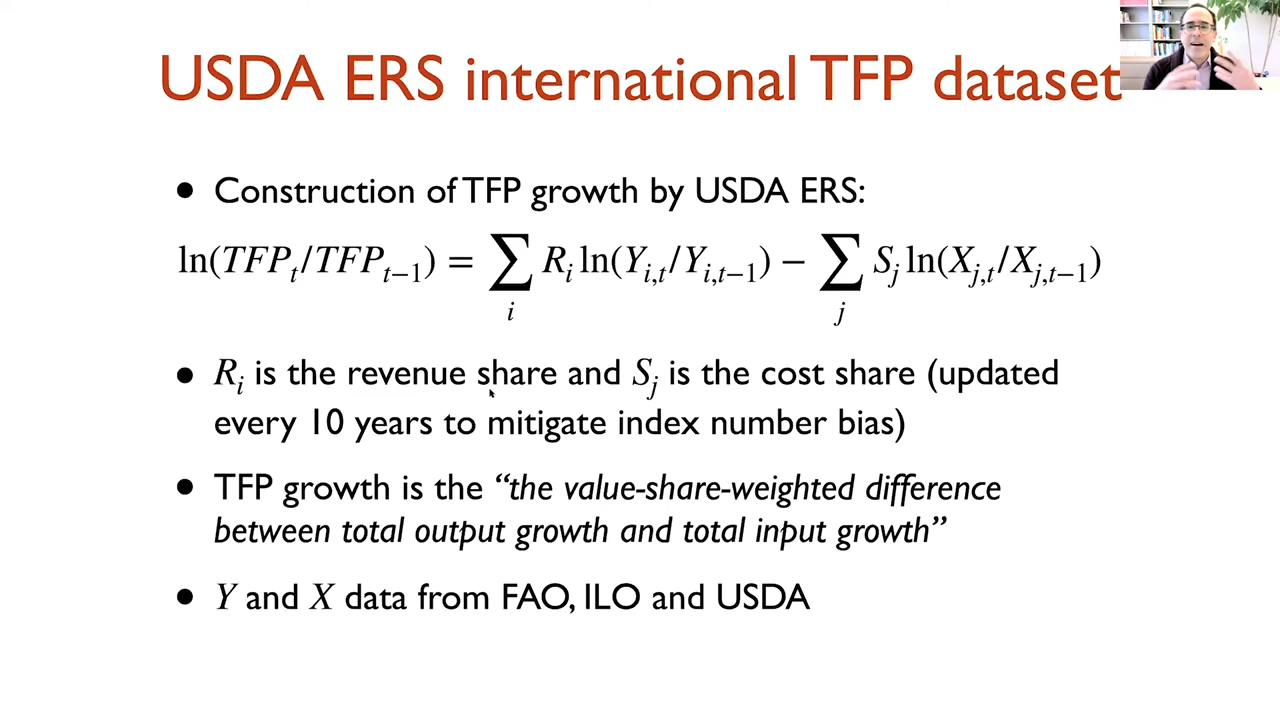 USDA ERS international TFP dataset
• Construction of TFP growth by USDA ERS:
ln(TFP_t/TFP_{t−1}) = ∑_i R_i ln(Y_{i,t}/Y_{i,t−1}) − ∑_j S_j ln(X_{j,t}/X_{j,t−1})
• R_i is the revenue share and S_j is the cost share (updated
every 10 years to mitigate index number bias)
• TFP growth is the “the value-share-weighted difference
between total output growth and total input growth”
• Y and X data from FAO, ILO and USDA